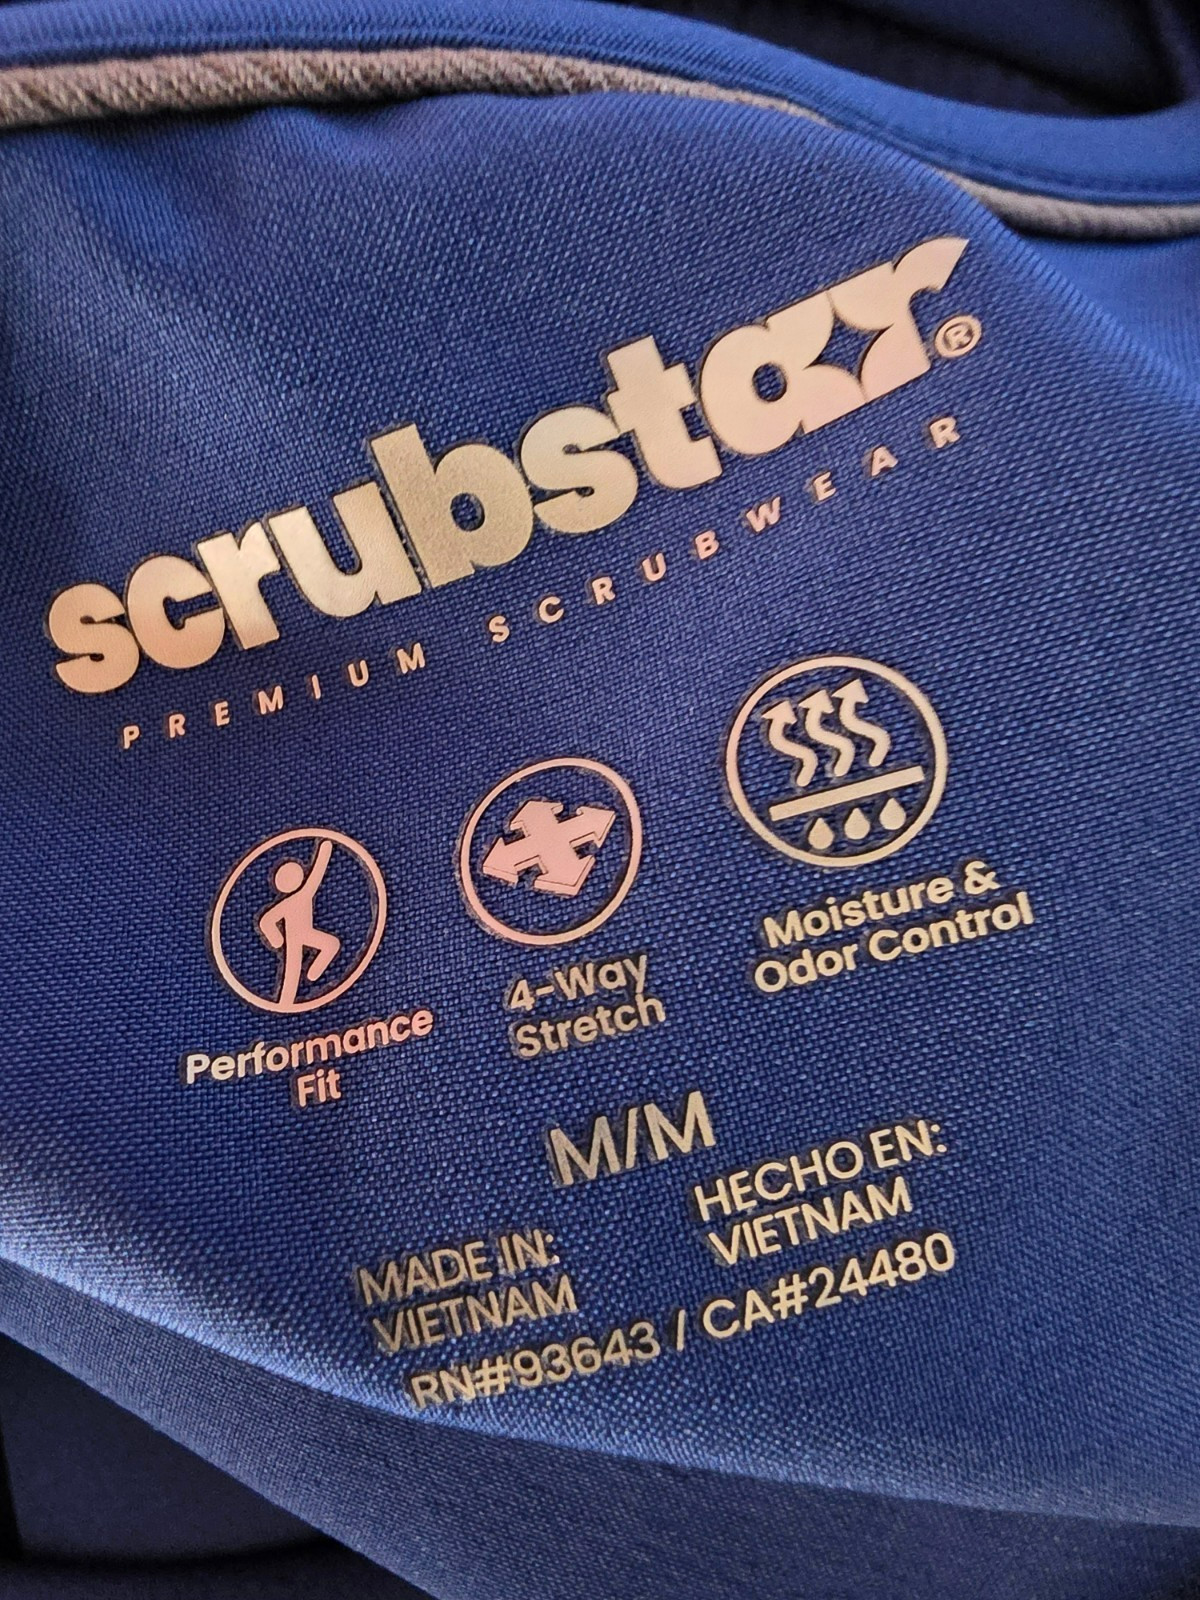 scrubstar®
PREMIUM SCRUBWEAR
Performance
Fit
4-Way
Stretch
Moisture &
Odor Control
M/M
MADE IN:
VIETNAM
HECHO EN:
VIETNAM
RN#93643 / CA#24480